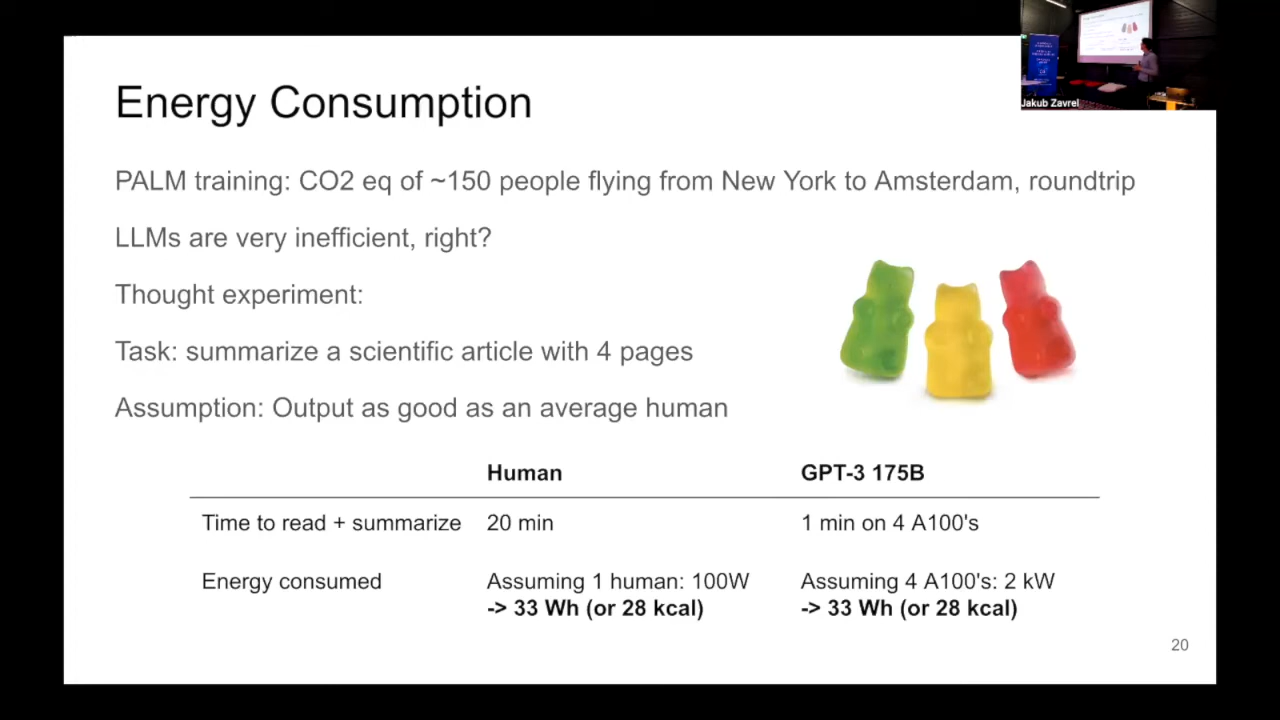 Energy Consumption
PALM training: CO2 eq of ~150 people flying from New York to Amsterdam, roundtrip
LLMs are very inefficient, right?
Thought experiment:
Task: summarize a scientific article with 4 pages
Assumption: Output as good as an average human
Human GPT-3 175B
Time to read + summarize 20 min 1 min on 4 A100's
Energy consumed Assuming 1 human: 100W Assuming 4 A100's: 2 kW
-> 33 Wh (or 28 kcal) -> 33 Wh (or 28 kcal)
20
Jakub Zavrel